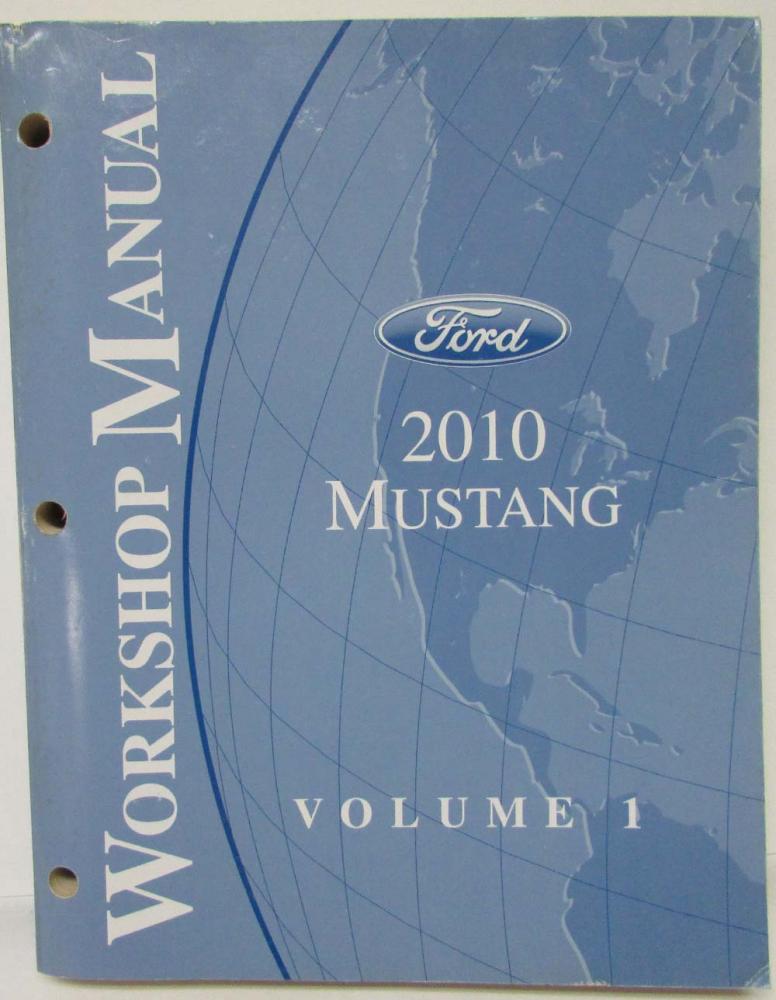 WORKSHOP MANUAL
Ford
2010
MUSTANG
VOLUME 1